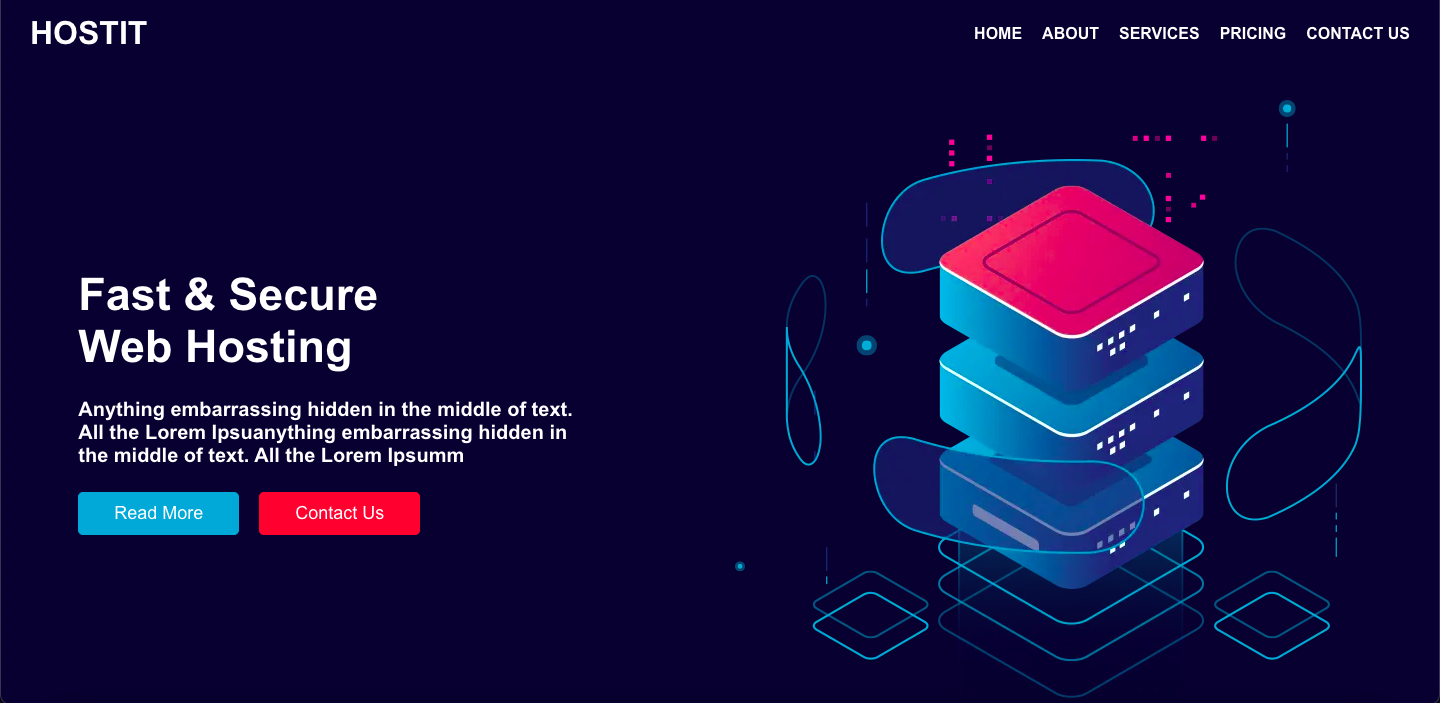 HOSTIT
HOME ABOUT SERVICES PRICING CONTACT US
Fast & Secure
Web Hosting
Anything embarrassing hidden in the middle of text.
All the Lorem Ipsuanything embarrassing hidden in
the middle of text. All the Lorem Ipsumm
Read More Contact Us